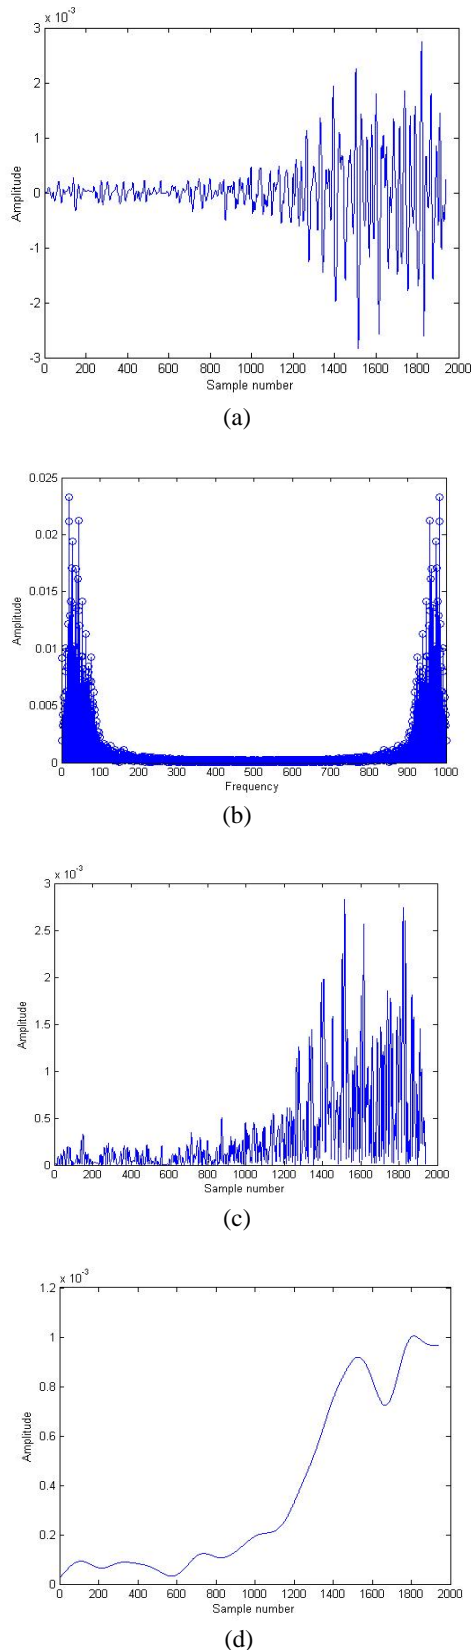 x 10-3
3
2
1
0
-1
-2
-3
Amplitude
0 200 400 600 800 1000 1200 1400 1600 1800 2000
Sample number
(a)
0.025
0.02
0.015
0.01
0.005
0
Amplitude
0 100 200 300 400 500 600 700 800 900 1000
Frequency
(b)
x 10-3
3
2.5
2
1.5
1
0.5
0
Amplitude
0 200 400 600 800 1000 1200 1400 1600 1800 2000
Sample number
(c)
x 10-3
1.2
1
0.8
0.6
0.4
0.2
0
Amplitude
0 200 400 600 800 1000 1200 1400 1600 1800 2000
Sample number
(d)